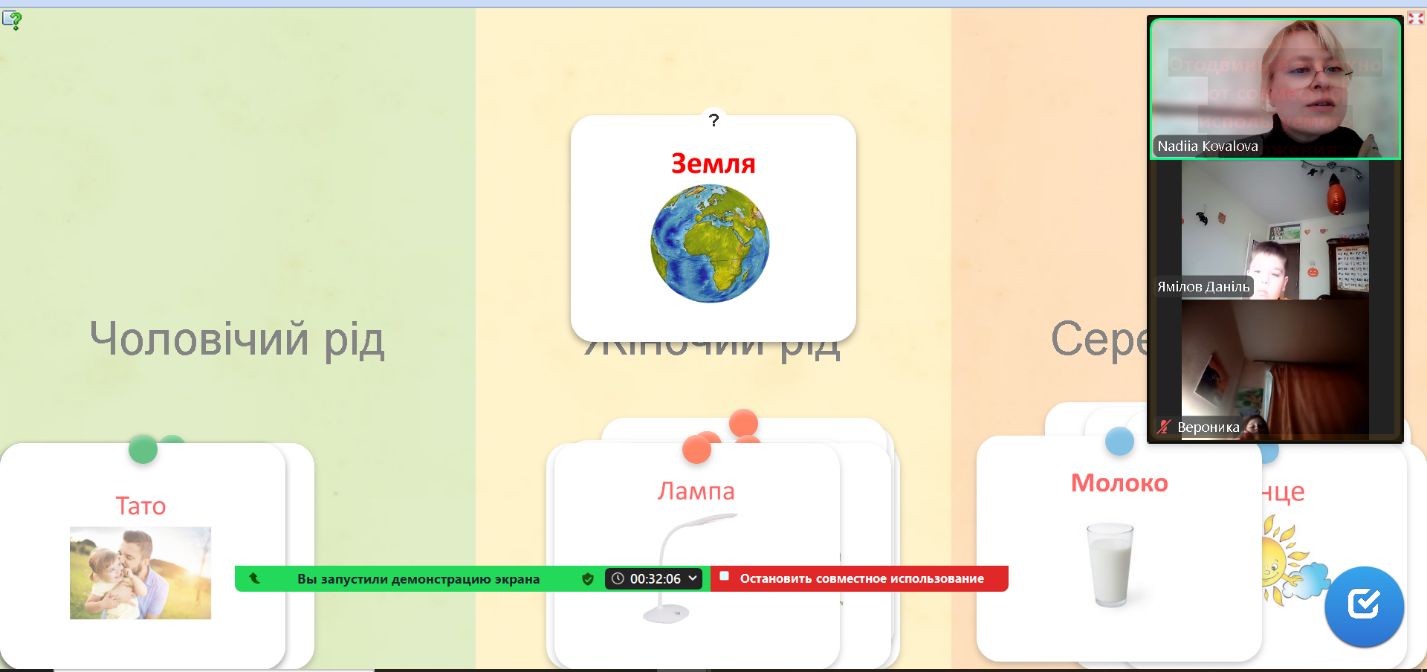 ?
Земля
Чоловічий рід
Жіночий рід
Сере
Тато
Лампа
Молоко
нце
Nadiia Kovalova
Ямілов Даніль
Вероника
Вы запустили демонстрацию экрана
00:32:06
Остановить совместное использование